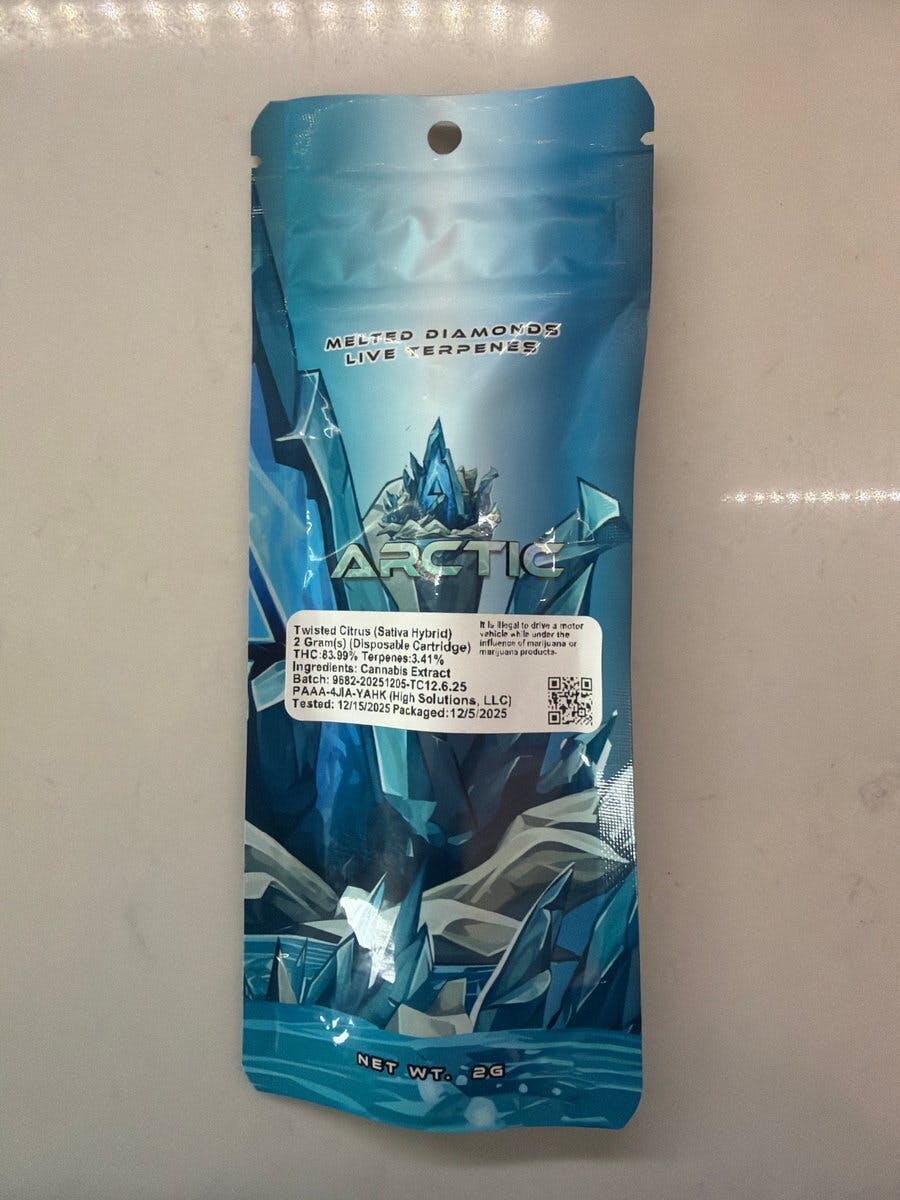 MELTED DIAMONDS
LIVE TERPENES
A
ARCTIC
Twisted Citrus (Sativa Hybrid)
2 Gram(s) (Disposable Cartridge)
THC:83.99% Terpenes:3.41%
Ingredients: Cannabis Extract
Batch: 9682-20251205-TC12.6.25
PAAA-4JIA-YAHK (High Solutions, LLC)
Tested: 12/15/2025 Packaged:12/5/2025
It is illegal to drive a motor
vehicle while under the
influence of marijuana or
marijuana products.
NET WT. 2G